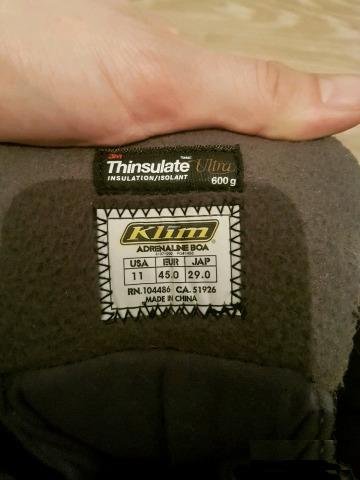 3M
Thinsulate Ultra
INSULATION/ISOLANT 600 g
Klim
ADRENALINE BOA
USA EUR JAP
11 45.0 29.0
RN.104486 CA.51926
MADE IN CHINA